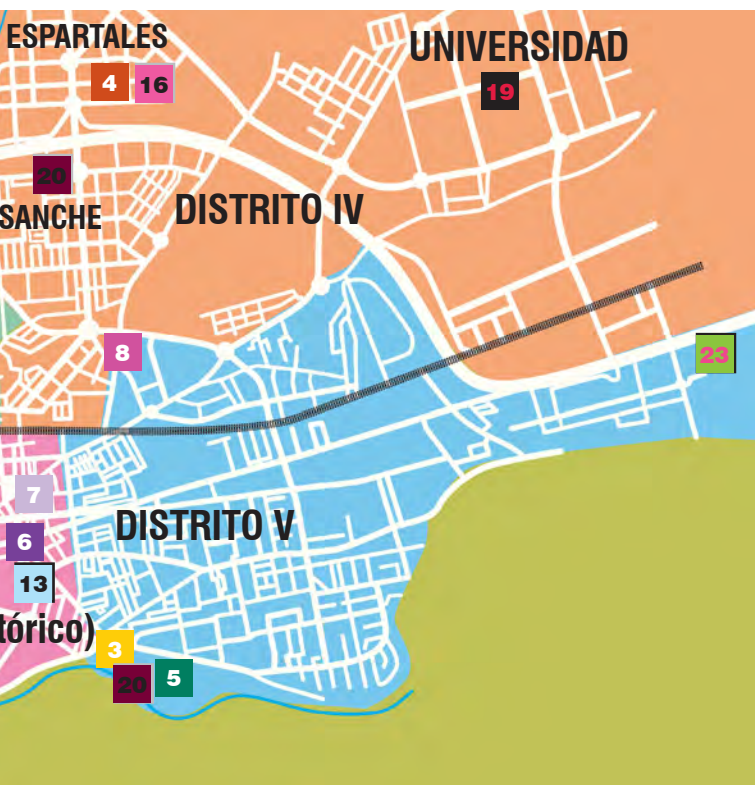 ESPARTALES
UNIVERSIDAD
4 16
19
20
SANCHE
DISTRITO IV
8
23
7
DISTRITO V
6
13
tórico)
3
20 5